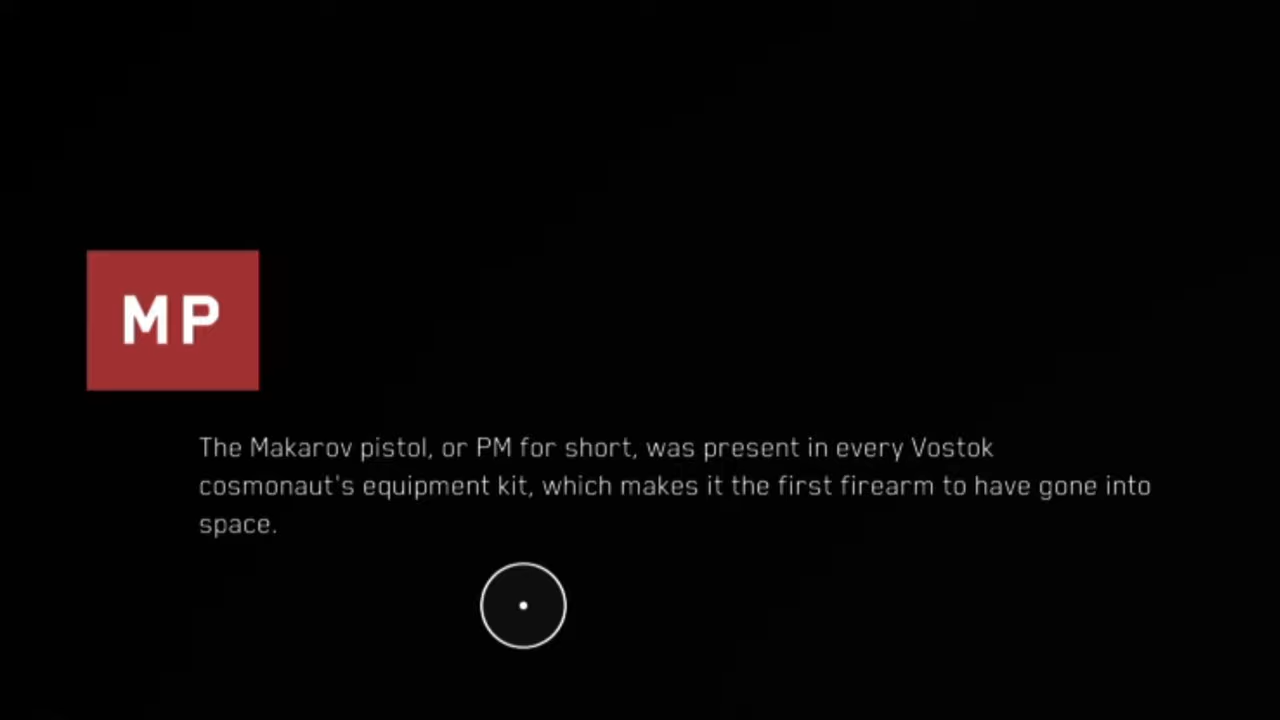 MP
The Makarov pistol, or PM for short, was present in every Vostok
cosmonaut's equipment kit, which makes it the first firearm to have gone into
space.